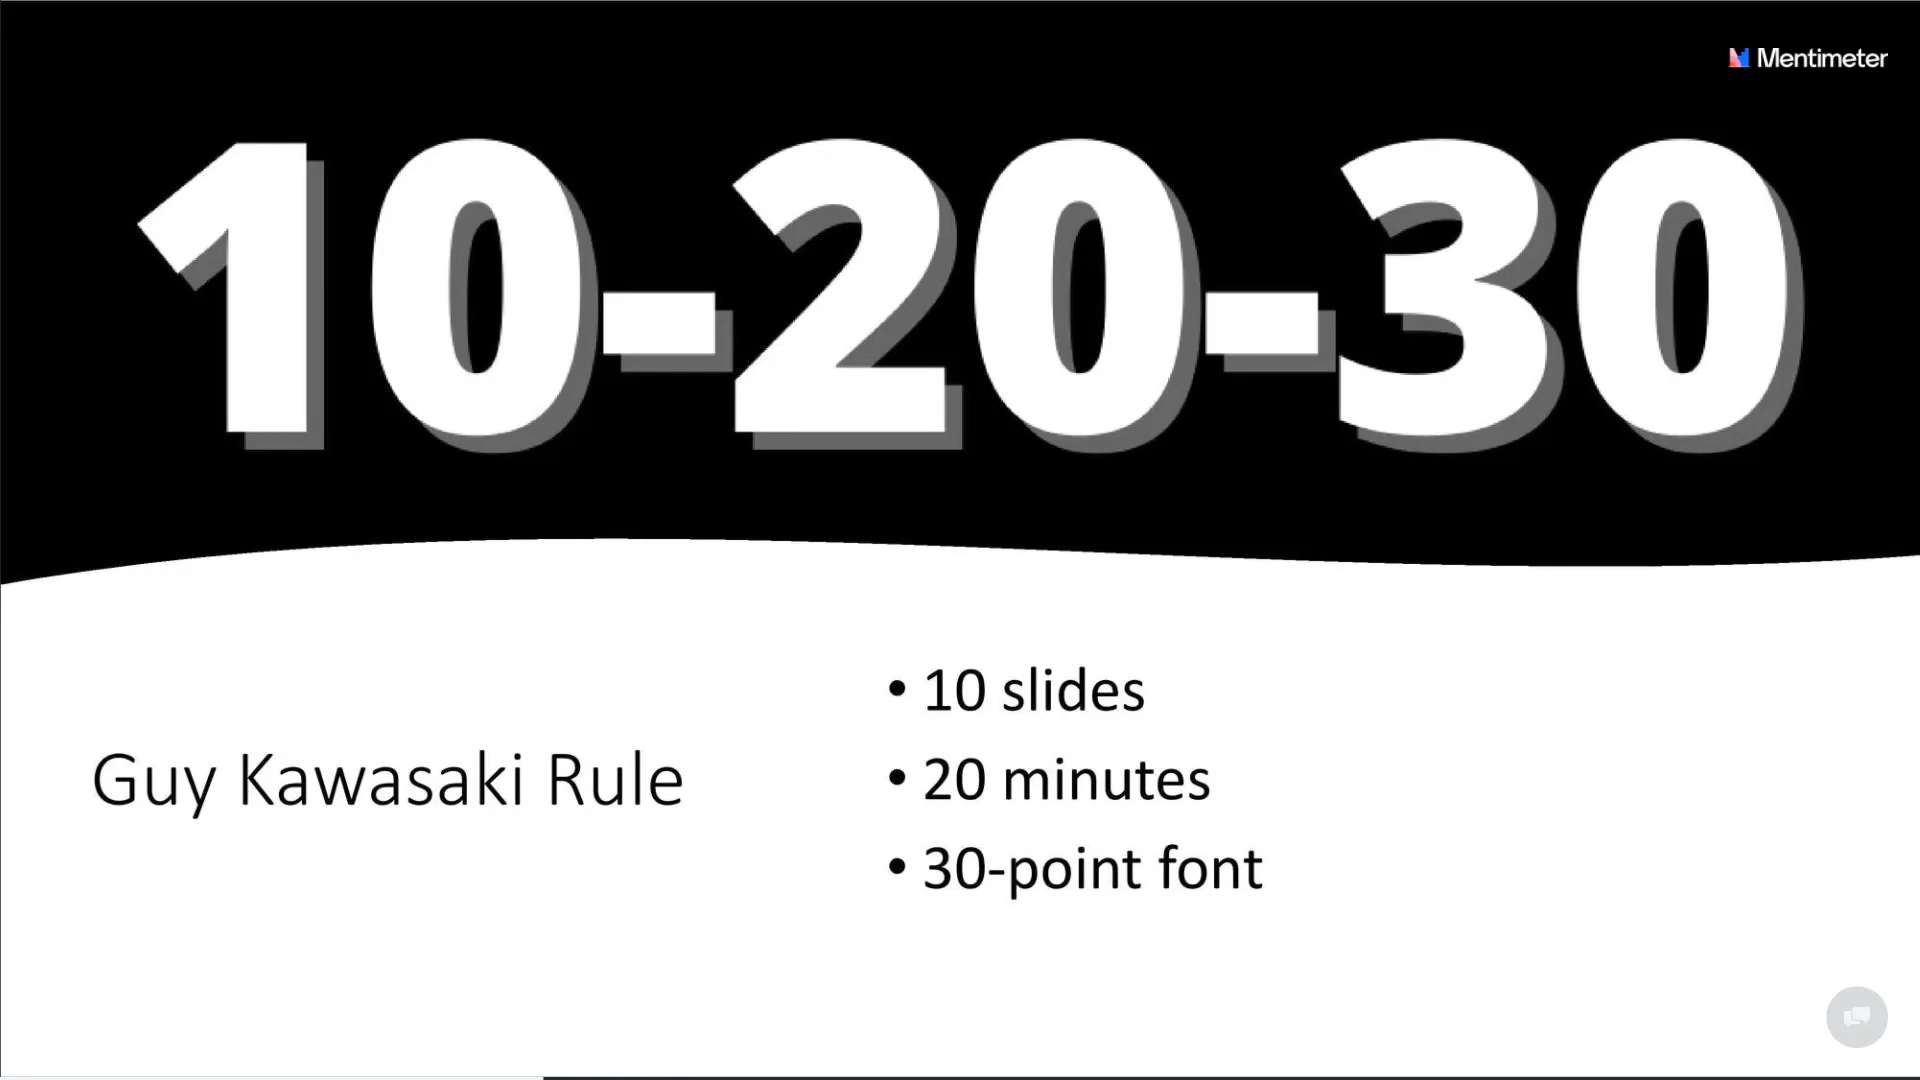 Mentimeter
10-20-30
Guy Kawasaki Rule
• 10 slides
• 20 minutes
• 30-point font